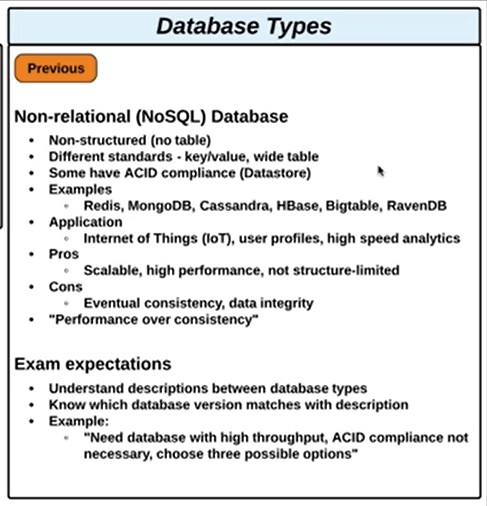 Database Types
Previous
Non-relational (NoSQL) Database
• Non-structured (no table)
• Different standards - key/value, wide table
• Some have ACID compliance (Datastore)
• Examples
◦ Redis, MongoDB, Cassandra, HBase, Bigtable, RavenDB
• Application
◦ Internet of Things (IoT), user profiles, high speed analytics
• Pros
◦ Scalable, high performance, not structure-limited
• Cons
◦ Eventual consistency, data integrity
• "Performance over consistency"
Exam expectations
• Understand descriptions between database types
• Know which database version matches with description
• Example:
◦ "Need database with high throughput, ACID compliance not
necessary, choose three possible options"